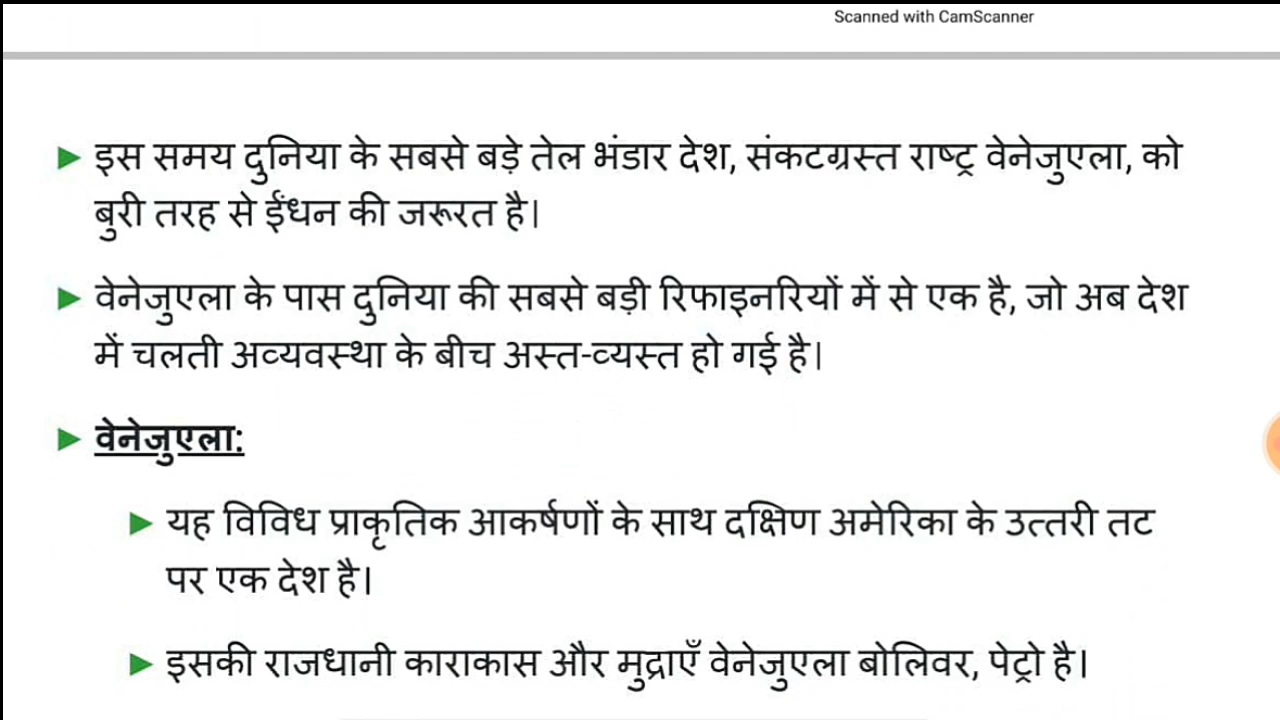 Scanned with CamScanner
► इस समय दुनिया के सबसे बड़े तेल भंडार देश, संकटग्रस्त राष्ट्र वेनेजुएला, को
बुरी तरह से ईंधन की जरूरत है।
► वेनेजुएला के पास दुनिया की सबसे बड़ी रिफाइनरियों में से एक है, जो अब देश
में चलती अव्यवस्था के बीच अस्त-व्यस्त हो गई है।
► वेनेजुएला:
► यह विविध प्राकृतिक आकर्षणों के साथ दक्षिण अमेरिका के उत्तरी तट
पर एक देश है।
► इसकी राजधानी काराकास और मुद्राएँ वेनेजुएला बोलिवर, पेट्रो है।